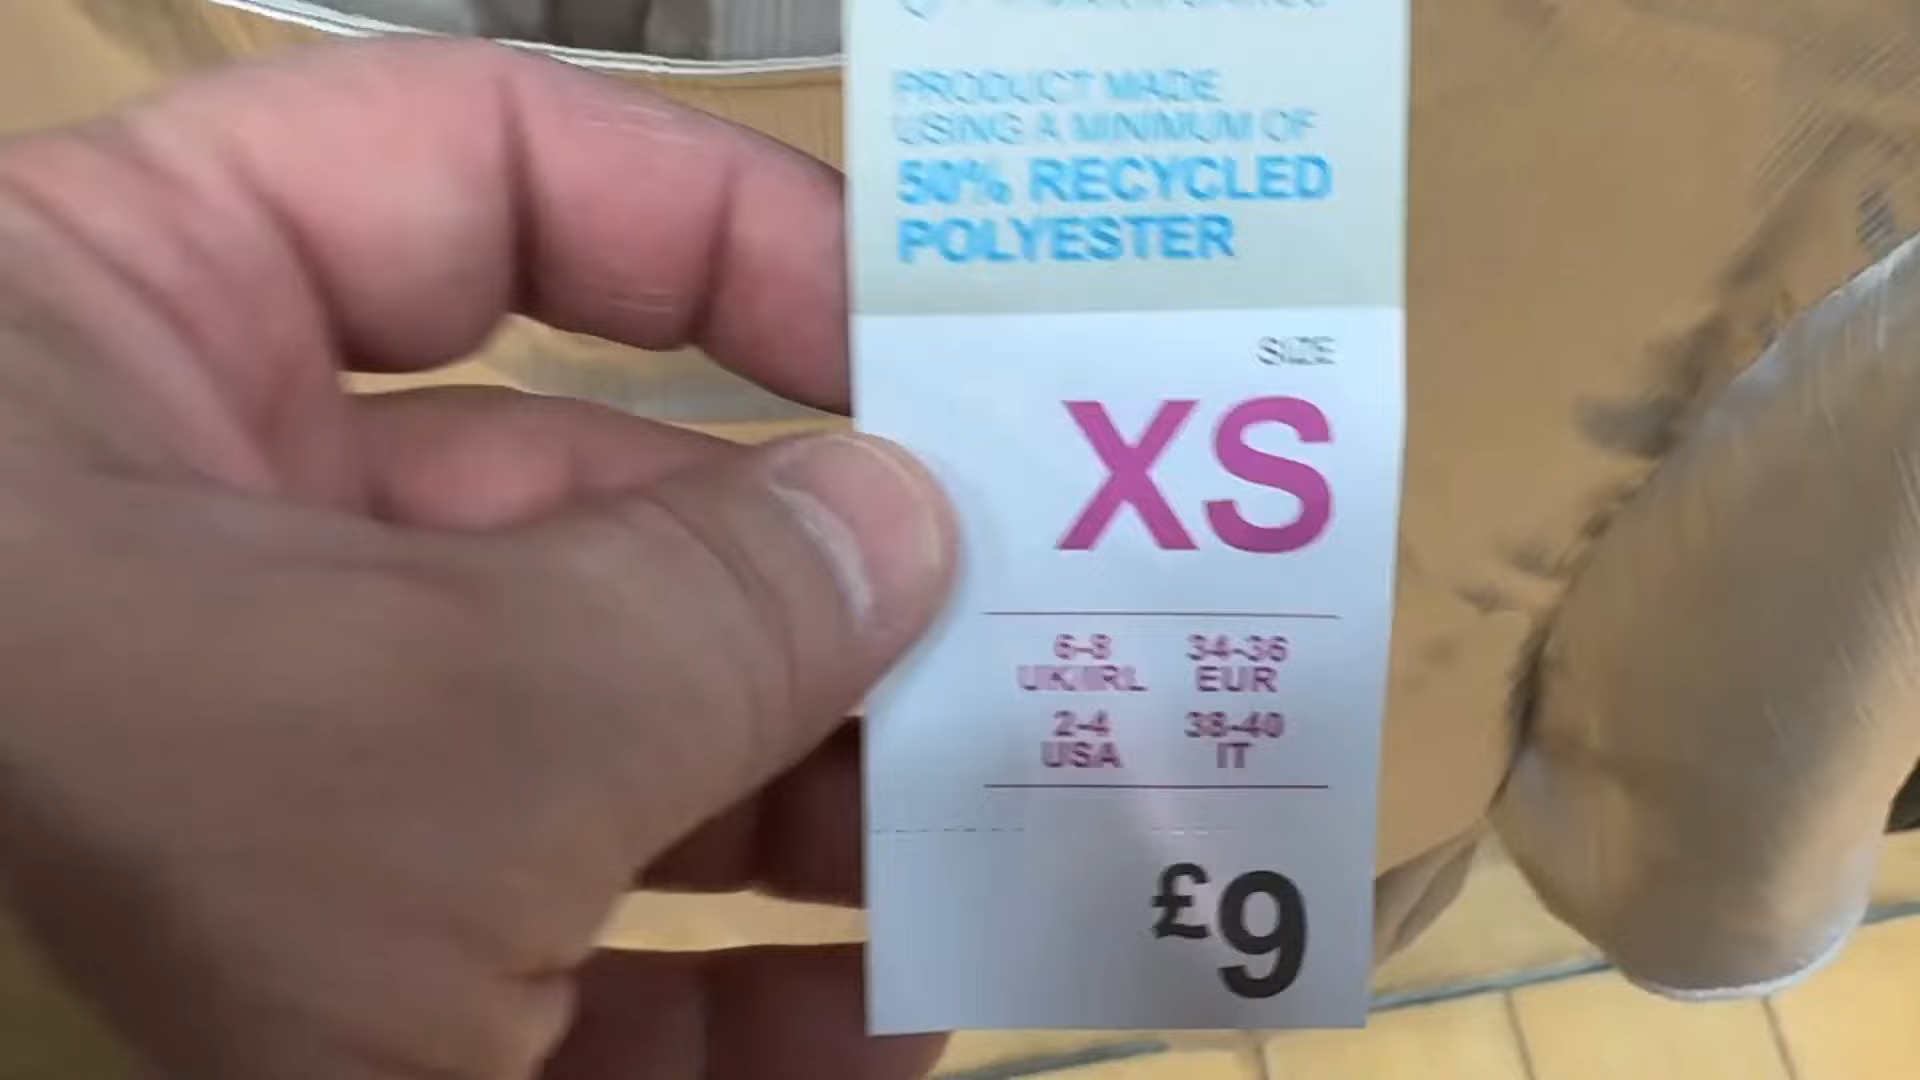 PRODUCT MADE
USING A MINIMUM OF
50% RECYCLED
POLYESTER
SIZE
XS
6-8 34-36
UK/IRL EUR
2-4 38-40
USA IT
£9